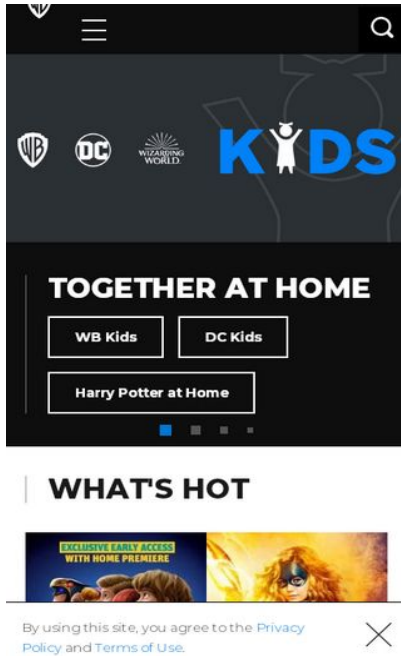 WB
DC
WIZARDING
WORLD
KIDS
TOGETHER AT HOME
WB Kids
DC Kids
Harry Potter at Home
WHAT'S HOT
EXCLUSIVE EARLY ACCESS
WITH HOME PREMIERE
By using this site, you agree to the Privacy
Policy and Terms of Use.